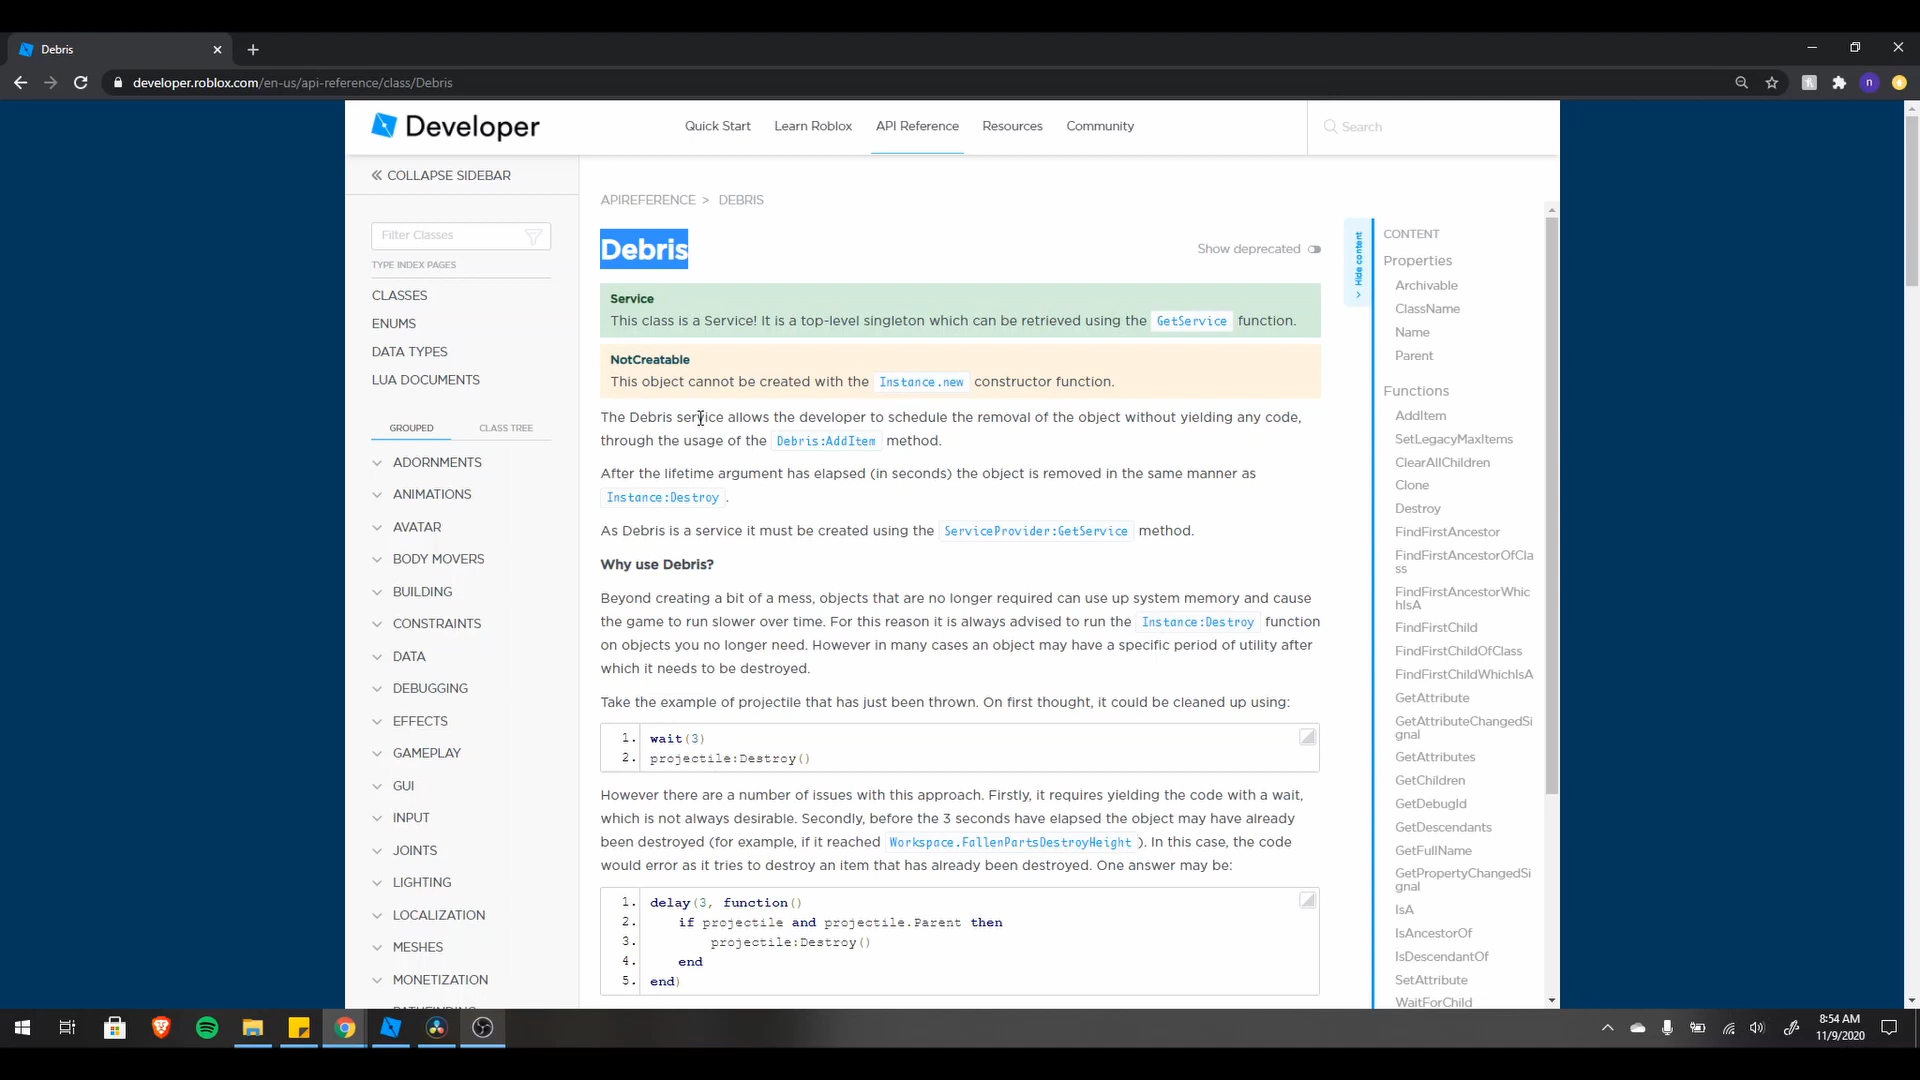 Debris
developer.roblox.com/en-us/api-reference/class/Debris
n
Developer
Quick Start
Learn Roblox
API Reference
Resources
Community
Search
COLLAPSE SIDEBAR
Filter Classes
TYPE INDEX PAGES
CLASSES
ENUMS
DATA TYPES
LUA DOCUMENTS
GROUPED
CLASS TREE
ADORNMENTS
ANIMATIONS
AVATAR
BODY MOVERS
BUILDING
CONSTRAINTS
DATA
DEBUGGING
EFFECTS
GAMEPLAY
GUI
INPUT
JOINTS
LIGHTING
LOCALIZATION
MESHES
MONETIZATION
PATHFINDING
APIREFERENCE > DEBRIS
Debris
Show deprecated
Service
This class is a Service! It is a top-level singleton which can be retrieved using the GetService function.
NotCreatable
This object cannot be created with the Instance.new constructor function.
The Debris service allows the developer to schedule the removal of the object without yielding any code,
through the usage of the Debris:AddItem method.
After the lifetime argument has elapsed (in seconds) the object is removed in the same manner as
Instance:Destroy.
As Debris is a service it must be created using the ServiceProvider:GetService method.
Why use Debris?
Beyond creating a bit of a mess, objects that are no longer required can use up system memory and cause
the game to run slower over time. For this reason it is always advised to run the Instance:Destroy function
on objects you no longer need. However in many cases an object may have a specific period of utility after
which it needs to be destroyed.
Take the example of projectile that has just been thrown. On first thought, it could be cleaned up using:
1. wait(3)
2. projectile:Destroy()
However there are a number of issues with this approach. Firstly, it requires yielding the code with a wait,
which is not always desirable. Secondly, before the 3 seconds have elapsed the object may have already
been destroyed (for example, if it reached Workspace.FallenPartsDestroyHeight). In this case, the code
would error as it tries to destroy an item that has already been destroyed. One answer may be:
1. delay(3, function()
2. if projectile and projectile.Parent then
3. projectile:Destroy()
4. end
5. end)
Hide content
CONTENT
Properties
Archivable
ClassName
Name
Parent
Functions
AddItem
SetLegacyMaxItems
ClearAllChildren
Clone
Destroy
FindFirstAncestor
FindFirstAncestorOfCla
ss
FindFirstAncestorWhic
hIsA
FindFirstChild
FindFirstChildOfClass
FindFirstChildWhichIsA
GetAttribute
GetAttributeChangedSi
gnal
GetAttributes
GetChildren
GetDebugId
GetDescendants
GetFullName
GetPropertyChangedSi
gnal
IsA
IsAncestorOf
IsDescendantOf
SetAttribute
WaitForChild
8:54 AM
11/9/2020